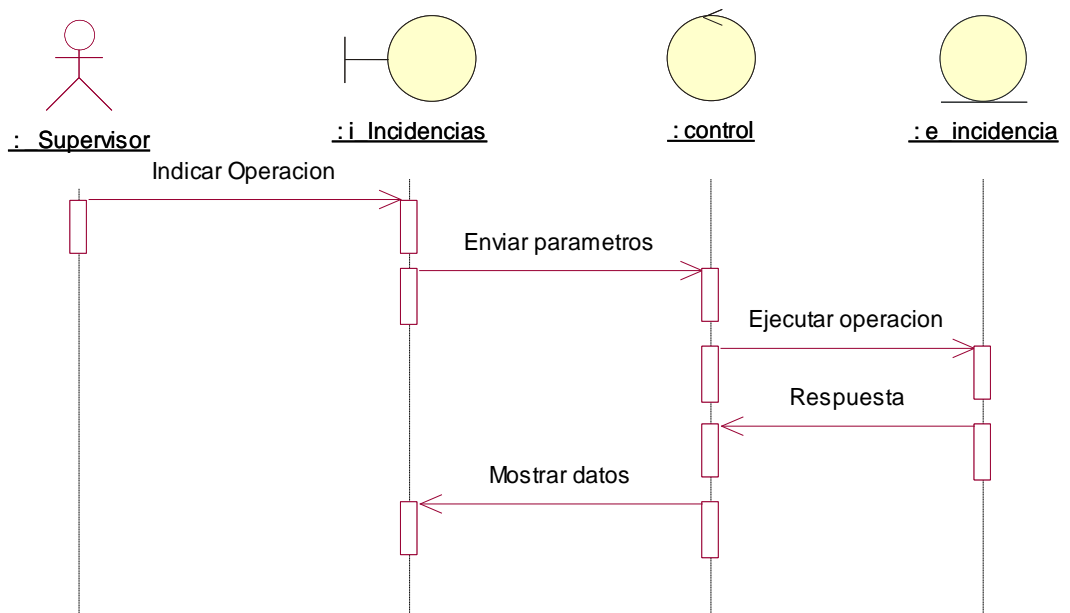 : Supervisor
: i_Incidencias
: control
: e_incidencia
Indicar Operacion
Enviar parametros
Ejecutar operacion
Respuesta
Mostrar datos